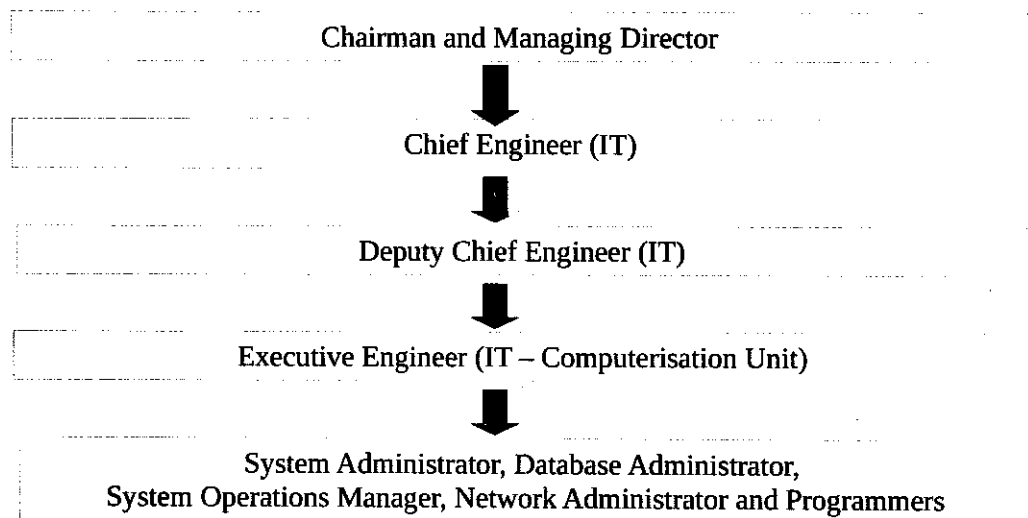 Chairman and Managing Director
Chief Engineer (IT)
Deputy Chief Engineer (IT)
Executive Engineer (IT – Computerisation Unit)
System Administrator, Database Administrator,
System Operations Manager, Network Administrator and Programmers